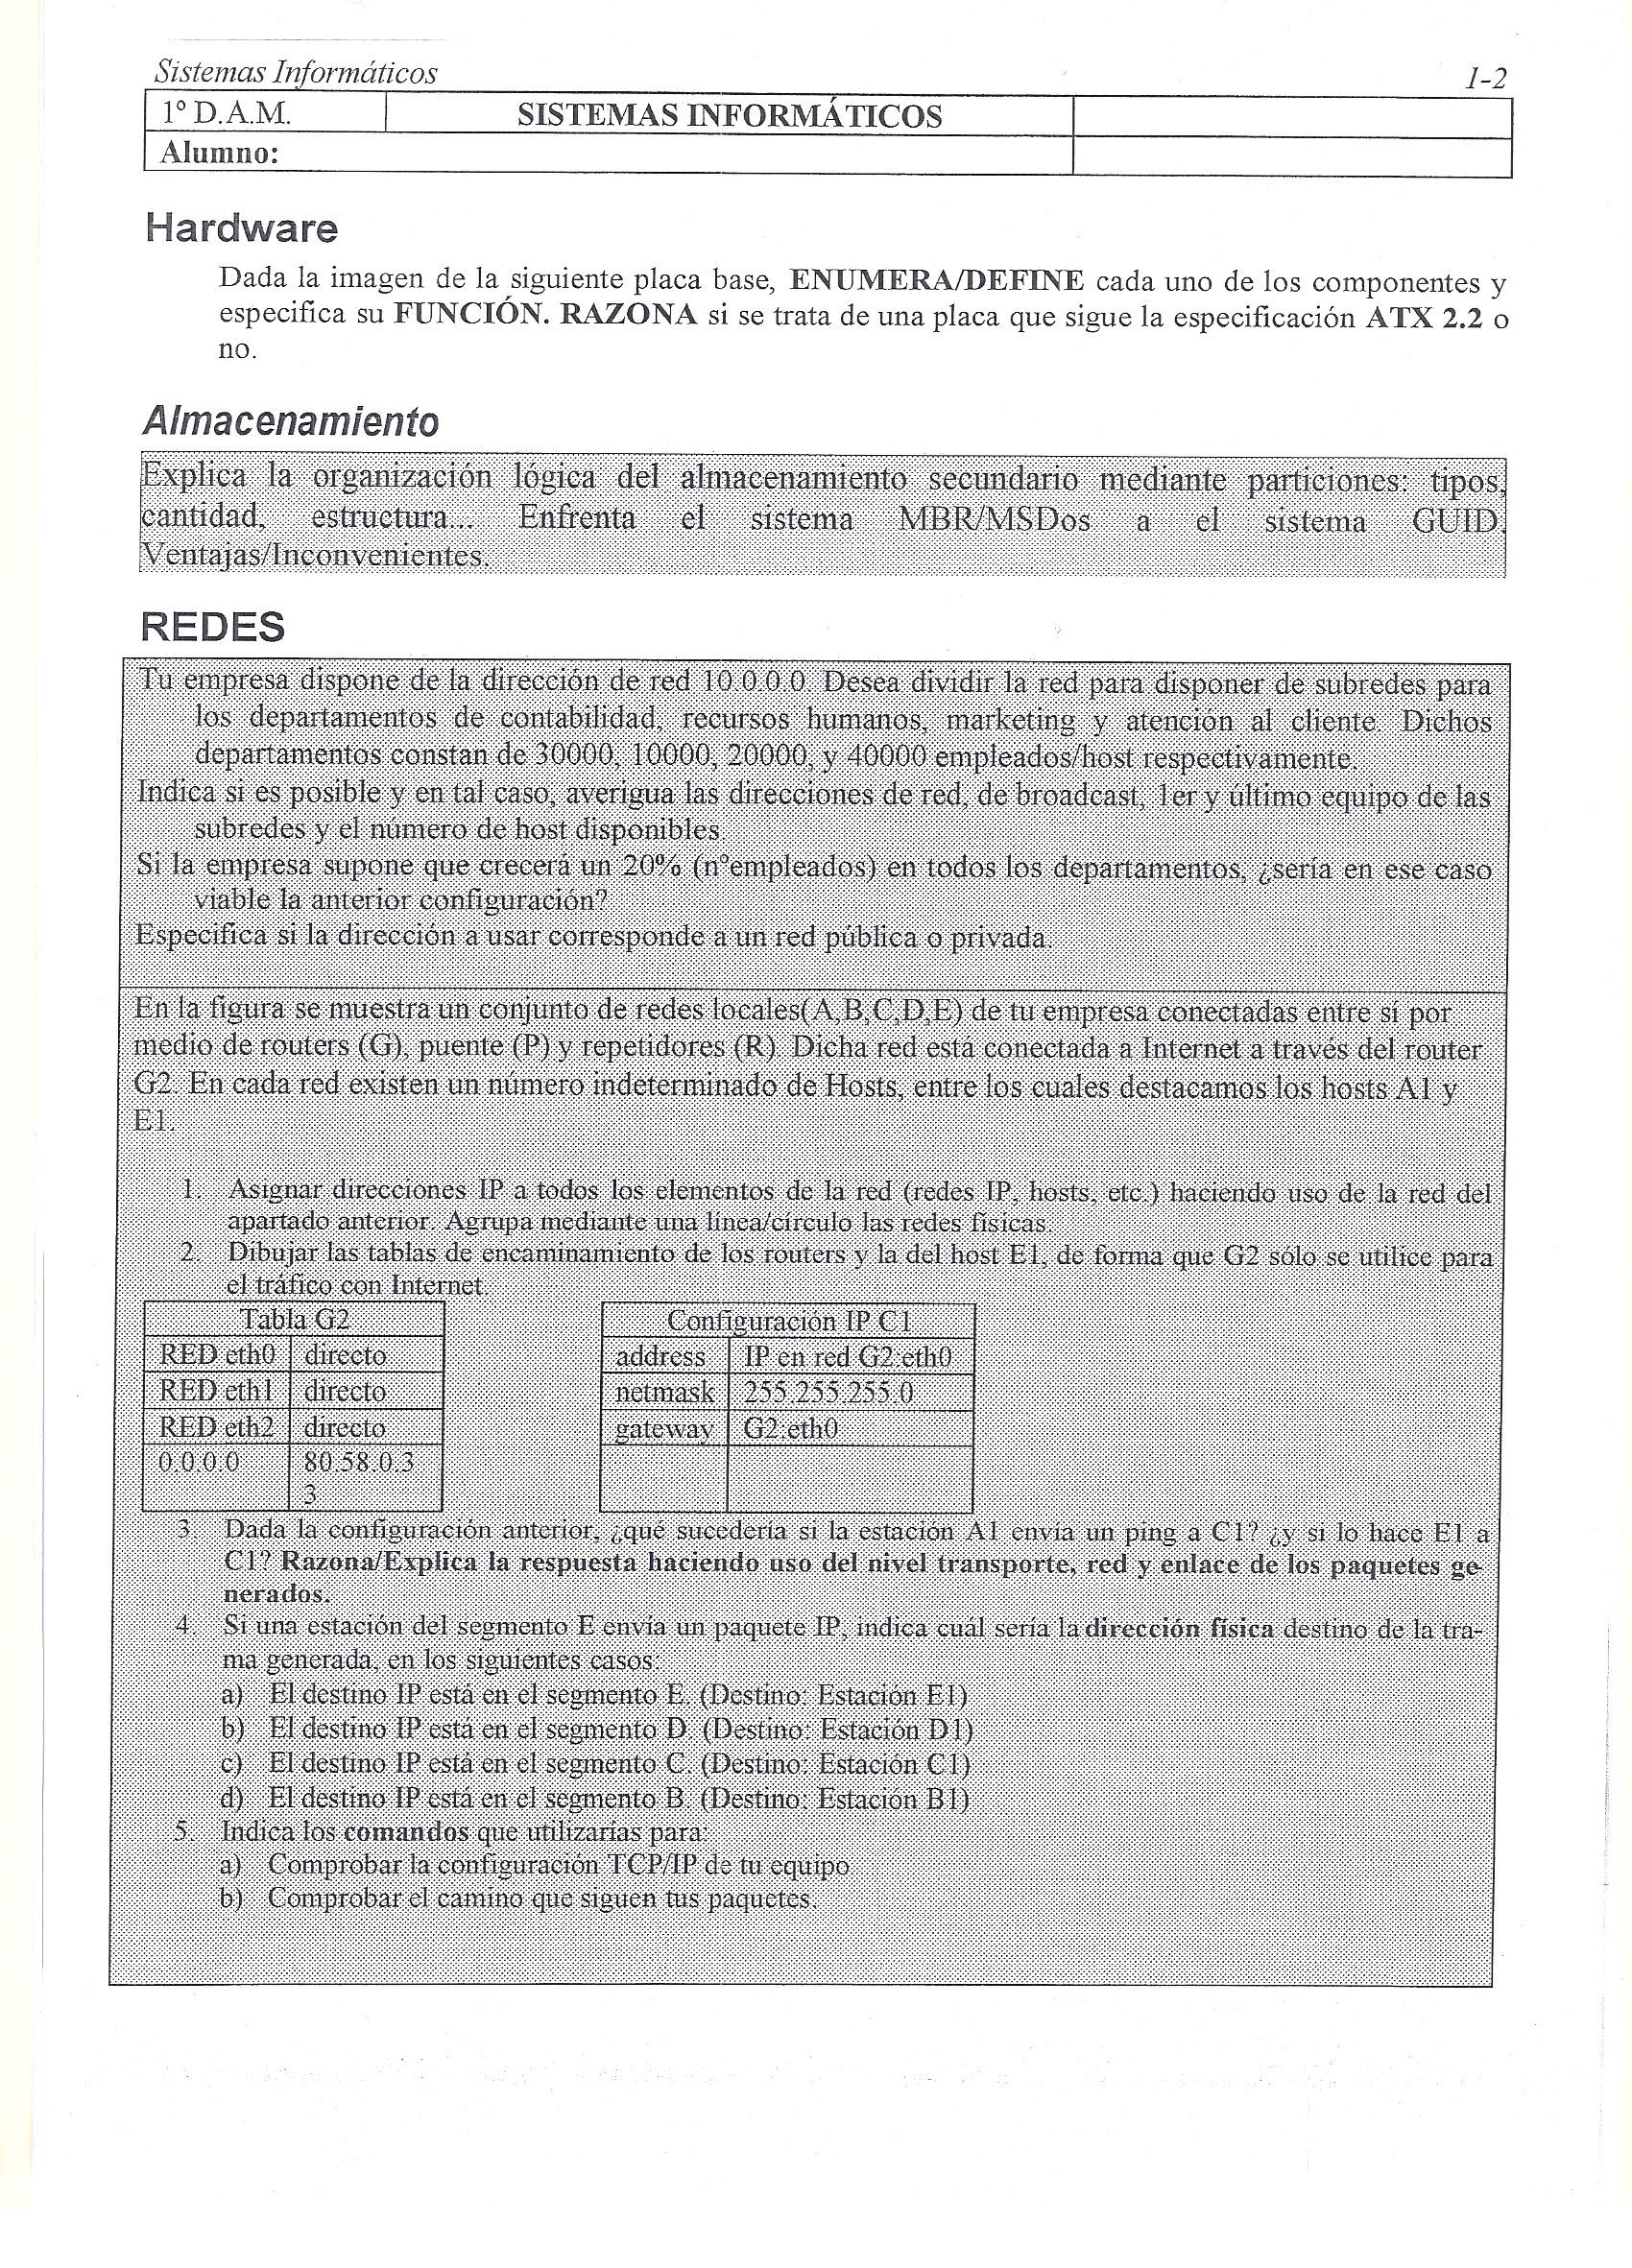 Sistemas Informáticos
1-2
1º D.A.M.
SISTEMAS INFORMÁTICOS
Alumno:
Hardware
Dada la imagen de la siguiente placa base, ENUMERA/DEFINE cada uno de los componentes y
especifica su FUNCIÓN. RAZONA si se trata de una placa que sigue la especificación ATX 2.2 o
no.
Almacenamiento
Explica la organización lógica del almacenamiento secundario mediante particiones: tipos,
cantidad, estructura... Enfrenta el sistema MBR/MSDos a el sistema GUID.
Ventajas/Inconvenientes.
REDES
Tu empresa dispone de la dirección de red 10.0.0.0. Desea dividir la red para disponer de subredes para
los departamentos de contabilidad, recursos humanos, marketing y atención al cliente. Dichos
departamentos constan de 30000, 10000, 20000, y 40000 empleados/host respectivamente.
Indica si es posible y en tal caso, averigua las direcciones de red, de broadcast, 1er y último equipo de las
subredes y el número de host disponibles.
Si la empresa supone que crecerá un 20% (nºempleados) en todos los departamentos, ¿sería en ese caso
viable la anterior configuración?
Especifica si la dirección a usar corresponde a un red pública o privada.
En la figura se muestra un conjunto de redes locales(A,B,C,D,E) de tu empresa conectadas entre sí por
medio de routers (G), puente (P) y repetidores (R). Dicha red está conectada a Internet a través del router
G2. En cada red existen un número indeterminado de Hosts, entre los cuales destacamos los hosts A1 y
E1.
1. Asignar direcciones IP a todos los elementos de la red (redes IP, hosts, etc.) haciendo uso de la red del
apartado anterior. Agrupa mediante una línea/círculo las redes físicas.
2. Dibujar las tablas de encaminamiento de los routers y la del host E1, de forma que G2 sólo se utilice para
el tráfico con Internet.
Tabla G2
RED eth0 directo
RED eth1 directo
RED eth2 directo
0.0.0.0 80.58.0.3
3
Configuración IP C1
address IP en red G2:eth0
netmask 255.255.255.0
gateway G2:eth0
3. Dada la configuración anterior, ¿qué sucedería si la estación A1 envía un ping a C1? ¿y si lo hace E1 a
C1? Razona/Explica la respuesta haciendo uso del nivel transporte, red y enlace de los paquetes ge-
nerados.
4. Si una estación del segmento E envía un paquete IP, indica cuál sería la dirección física destino de la tra-
ma generada, en los siguientes casos:
a) El destino IP está en el segmento E. (Destino: Estación E1)
b) El destino IP está en el segmento D. (Destino: Estación D1)
c) El destino IP está en el segmento C. (Destino: Estación C1)
d) El destino IP está en el segmento B. (Destino: Estación B1)
5. Indica los comandos que utilizarías para:
a) Comprobar la configuración TCP/IP de tu equipo
b) Comprobar el camino que siguen tus paquetes.